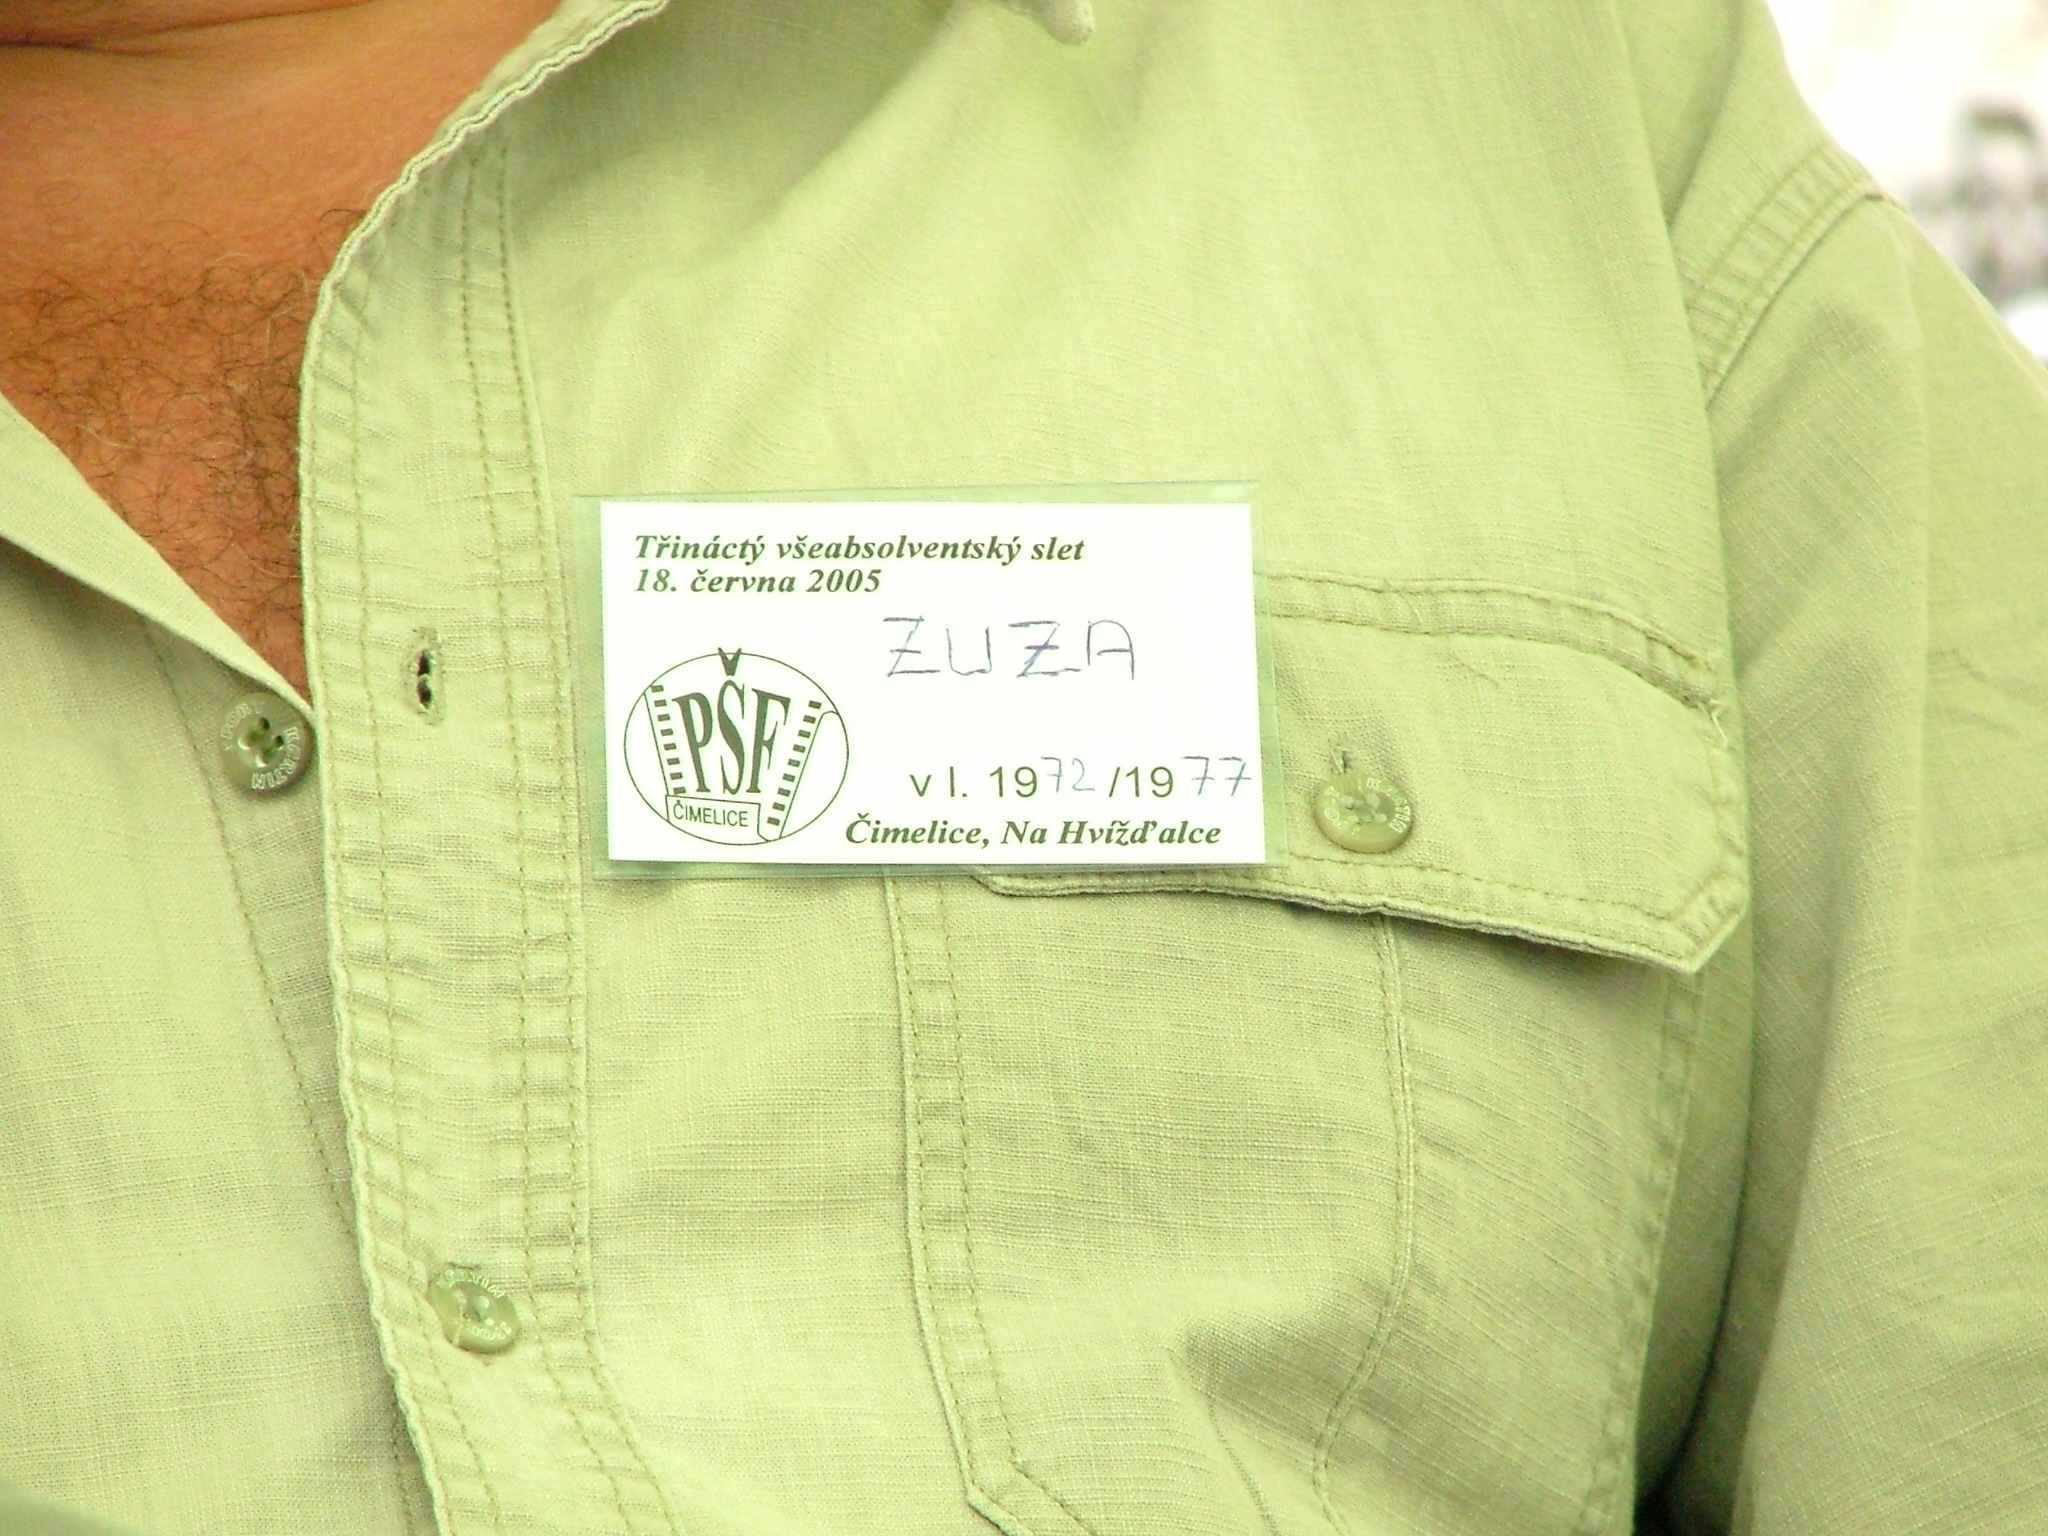 Třináctý všeabsolventský slet
18. června 2005
ZUZA
PŠF
ČIMELICE
v l. 1972/1977
Čimelice, Na Hvížďalce